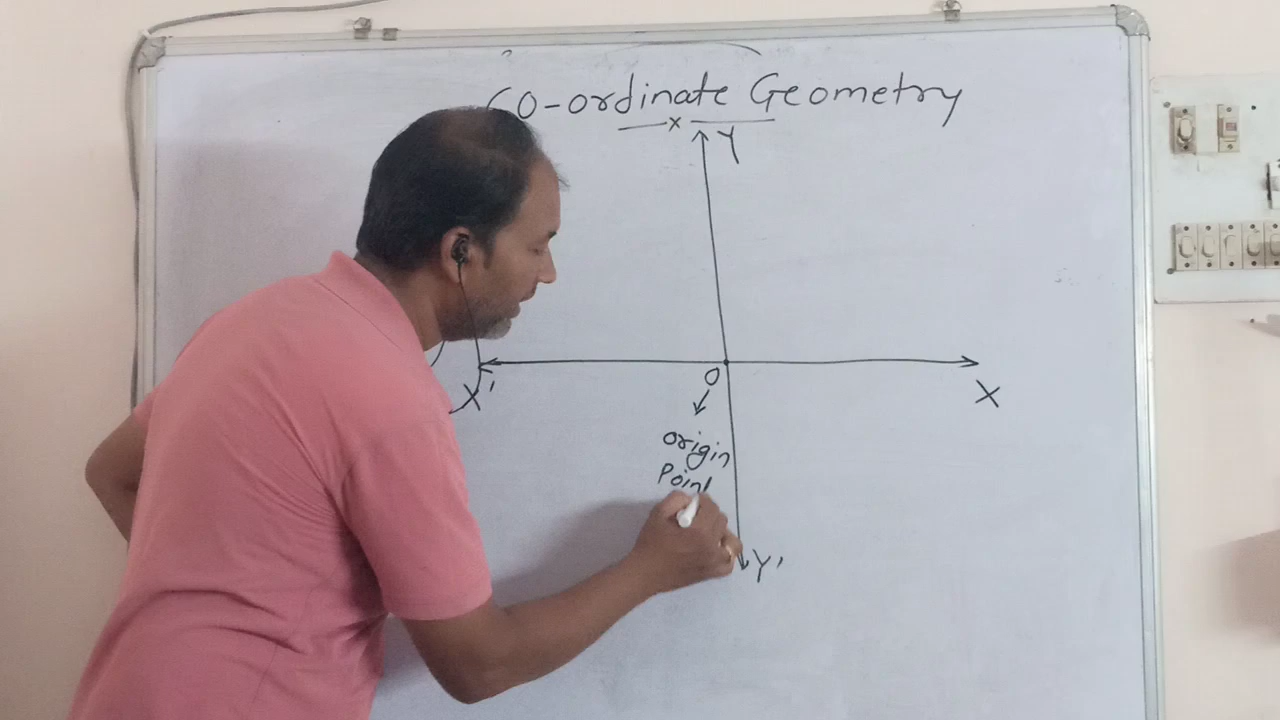 Co-ordinate Geometry
x
Y
O
X' X
origin
Point
Y'